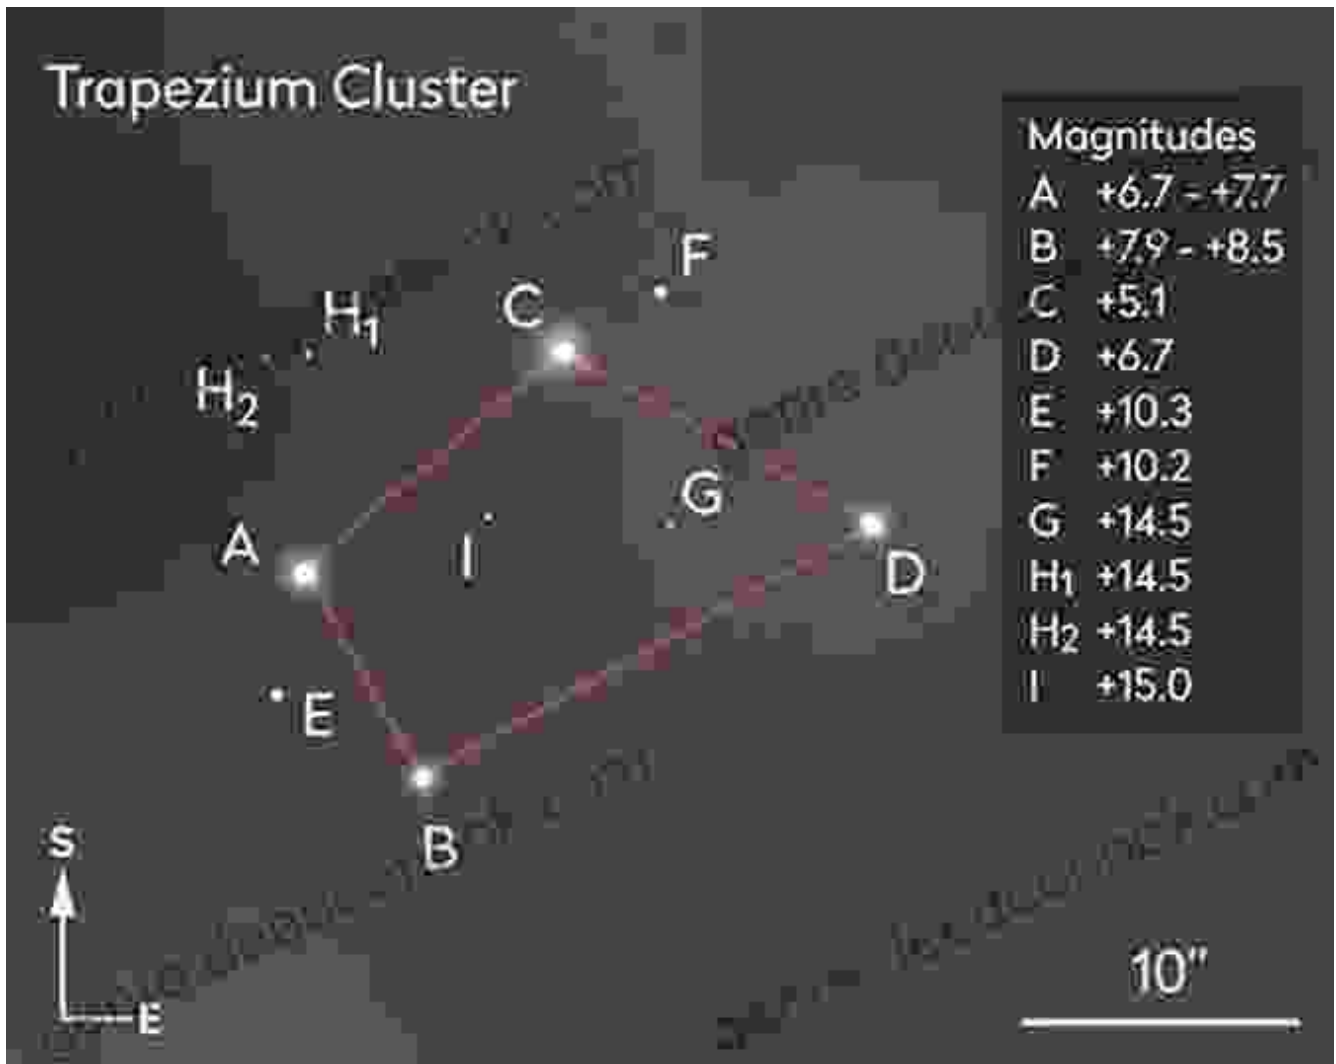 Trapezium Cluster
Magnitudes
A +6.7 - +7.7
B +7.9 - +8.5
C +5.1
D +6.7
E +10.3
F +10.2
G +14.5
H₁ +14.5
H₂ +14.5
I +15.0
F
C
H₁
H₂
G
A
I
D
E
B
S
E
10"